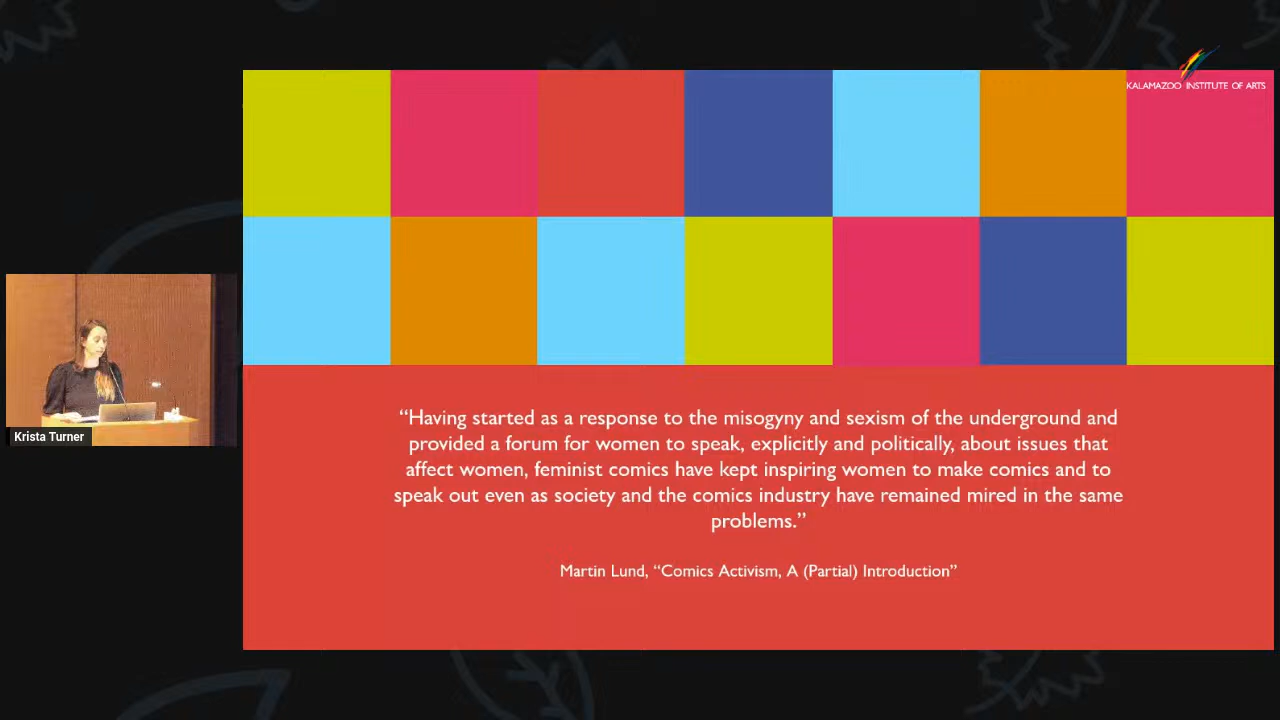 KALAMAZOO INSTITUTE OF ARTS
Krista Turner
“Having started as a response to the misogyny and sexism of the underground and
provided a forum for women to speak, explicitly and politically, about issues that
affect women, feminist comics have kept inspiring women to make comics and to
speak out even as society and the comics industry have remained mired in the same
problems.”
Martin Lund, “Comics Activism, A (Partial) Introduction”